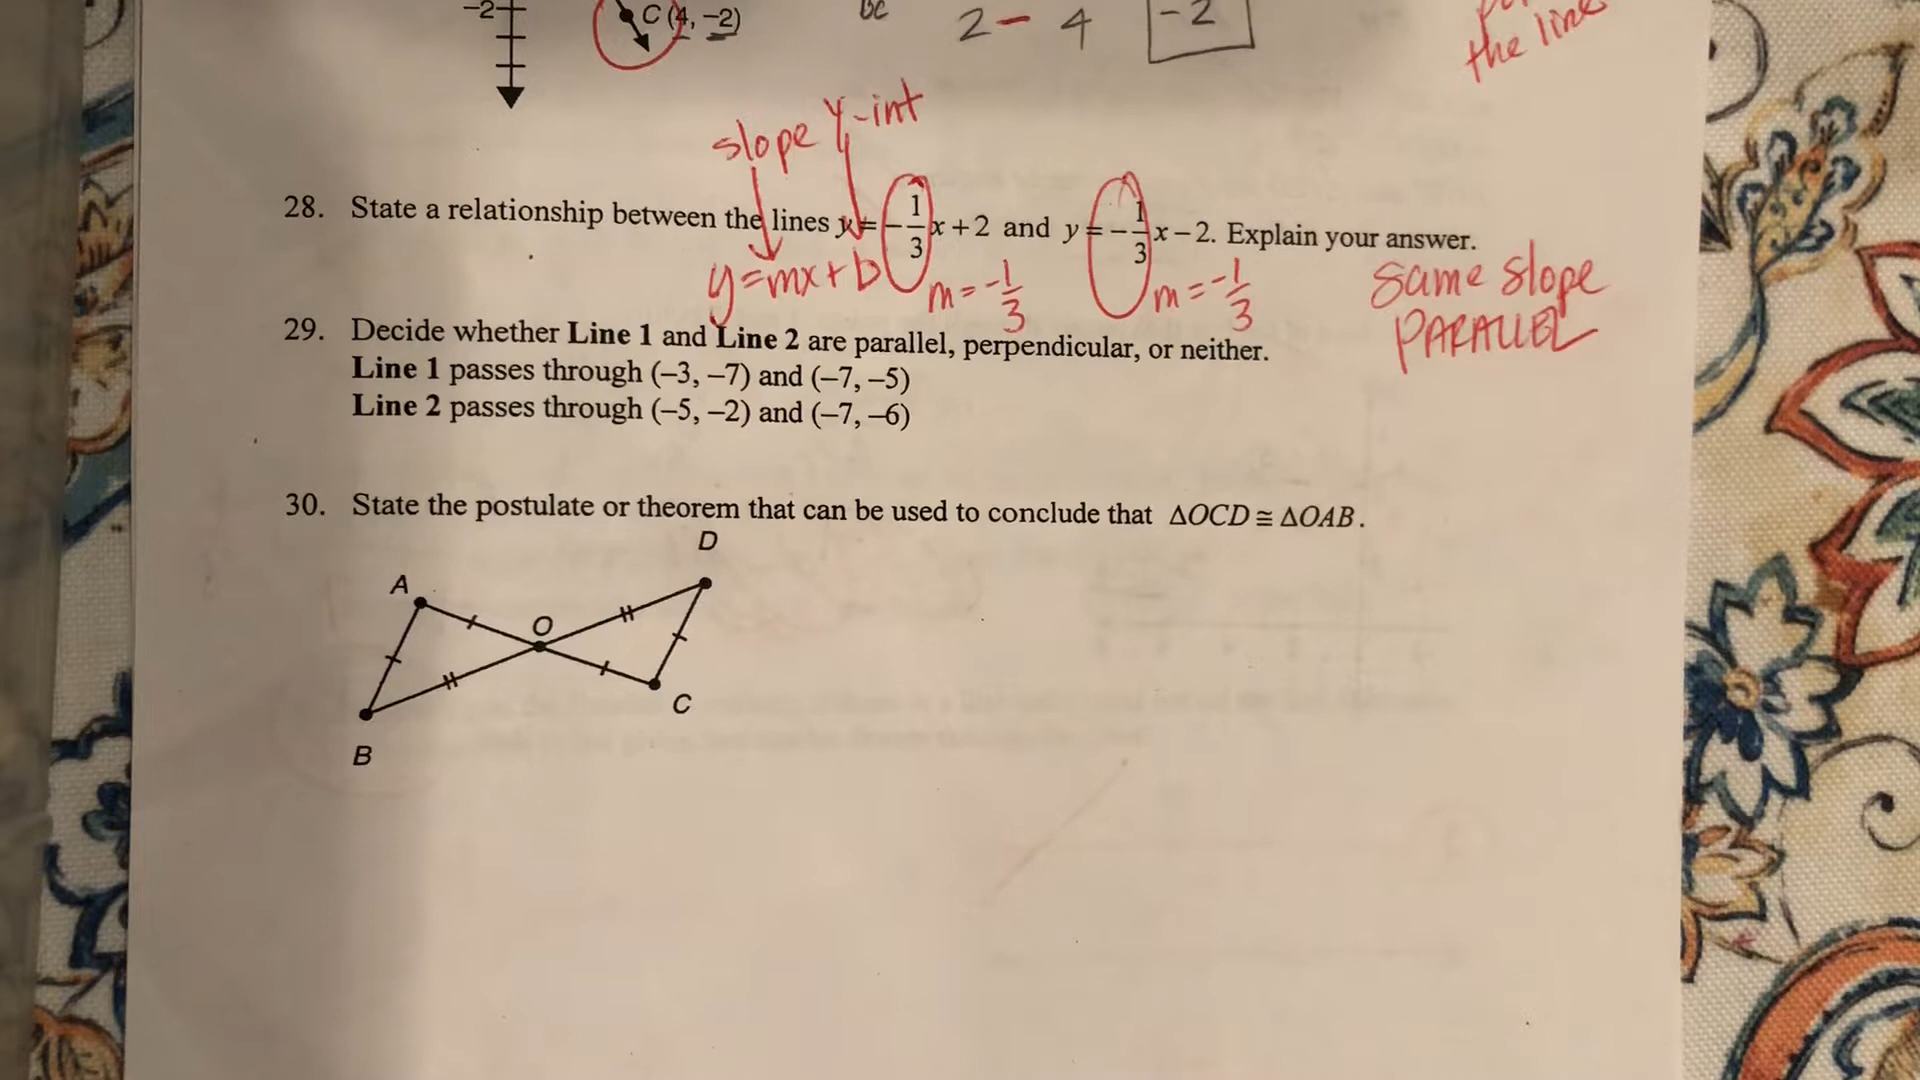 -2
C (4, -2)
2 - 4
-2
the line
slope y-int
28. State a relationship between the lines y = -1/3 x + 2 and y = -1/3 x - 2. Explain your answer.
y = mx + b
m = -1/3
m = -1/3
same slope
PARALLEL
29. Decide whether Line 1 and Line 2 are parallel, perpendicular, or neither.
Line 1 passes through (–3, –7) and (–7, –5)
Line 2 passes through (–5, –2) and (–7, –6)
30. State the postulate or theorem that can be used to conclude that ΔOCD ≅ ΔOAB.
D
A
O
C
B